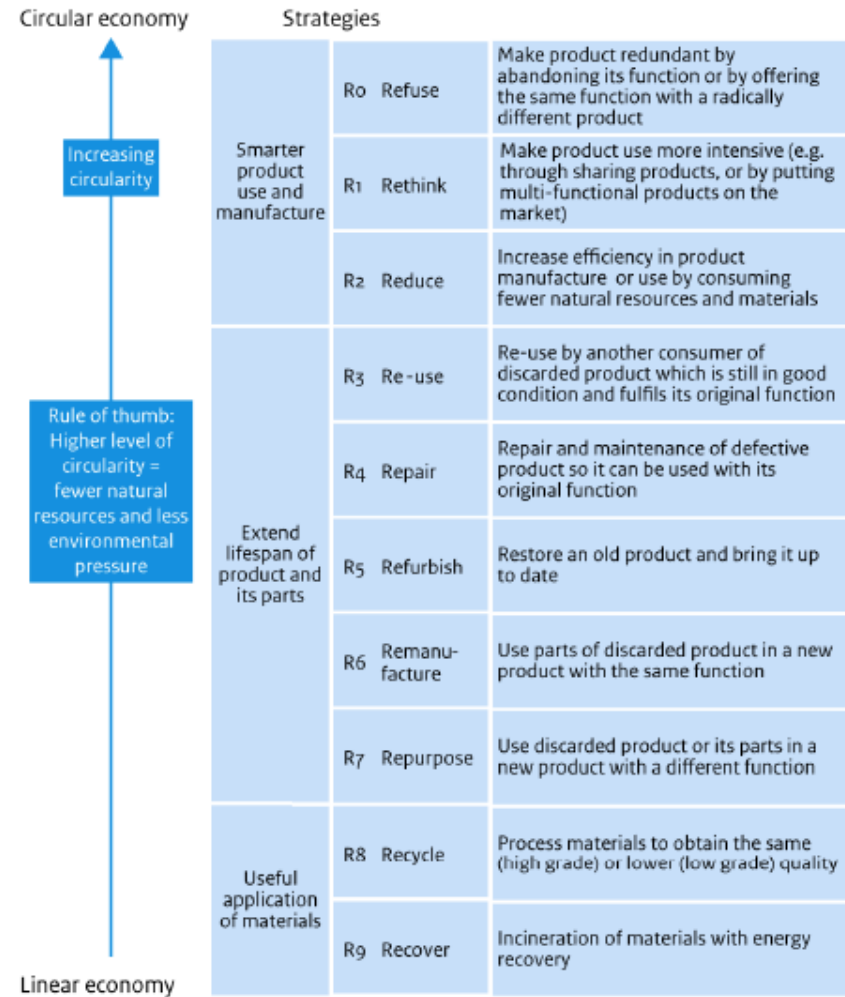 Circular economy
Strategies
Increasing
circularity
Rule of thumb:
Higher level of
circularity =
fewer natural
resources and less
environmental
pressure
Linear economy
Smarter
product
use and
manufacture
R0 Refuse
Make product redundant by
abandoning its function or by offering
the same function with a radically
different product
R1 Rethink
Make product use more intensive (e.g.
through sharing products, or by putting
multi-functional products on the
market)
R2 Reduce
Increase efficiency in product
manufacture or use by consuming
fewer natural resources and materials
Extend
lifespan of
product and
its parts
R3 Re-use
Re-use by another consumer of
discarded product which is still in good
condition and fulfils its original function
R4 Repair
Repair and maintenance of defective
product so it can be used with its
original function
R5 Refurbish
Restore an old product and bring it up
to date
R6 Remanu-
facture
Use parts of discarded product in a new
product with the same function
R7 Repurpose
Use discarded product or its parts in a
new product with a different function
Useful
application
of materials
R8 Recycle
Process materials to obtain the same
(high grade) or lower (low grade) quality
R9 Recover
Incineration of materials with energy
recovery